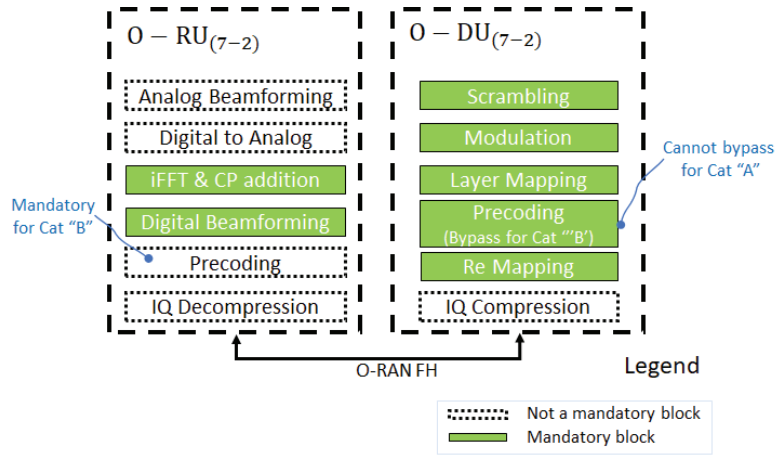 O – RU(7−2)
Analog Beamforming
Digital to Analog
iFFT & CP addition
Digital Beamforming
Precoding
IQ Decompression
Mandatory
for Cat “B”
O – DU(7−2)
Scrambling
Modulation
Layer Mapping
Precoding
(Bypass for Cat “’B’)
Re Mapping
IQ Compression
Cannot bypass
for Cat “A”
O-RAN FH
Legend
Not a mandatory block
Mandatory block